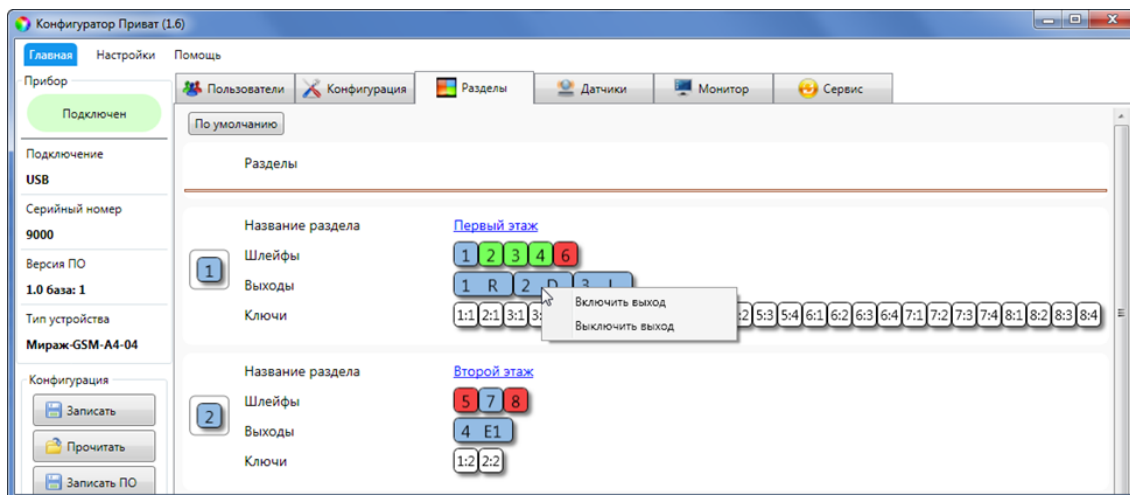 Конфигуратор Приват (1.6)
Главная Настройки Помощь
Прибор
Подключен
Подключение
USB
Серийный номер
9000
Версия ПО
1.0 база: 1
Тип устройства
Мираж-GSM-A4-04
Конфигурация
Записать
Прочитать
Записать ПО
Пользователи Конфигурация Разделы Датчики Монитор Сервис
По умолчанию
Разделы
1
Название раздела Первый этаж
Шлейфы 1 2 3 4 6
Выходы 1 R 2 3
Ключи 1:1 2:1 3:1 5:3 5:4 6:1 6:2 6:3 6:4 7:1 7:2 7:3 7:4 8:1 8:2 8:3 8:4
Включить выход
Выключить выход
2
Название раздела Второй этаж
Шлейфы 5 7 8
Выходы 4 E1
Ключи 1:2 2:2